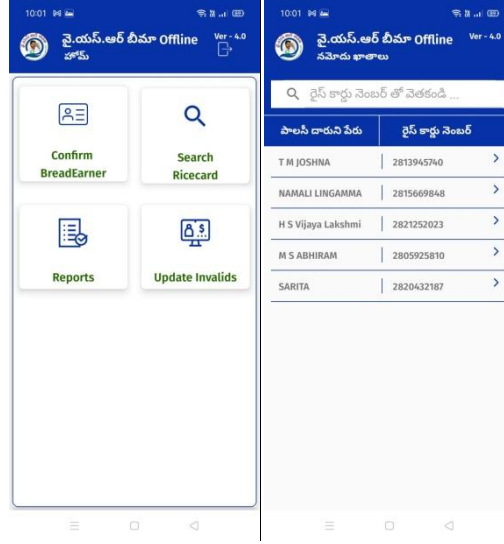 10:01
వై.యస్.ఆర్ బీమా Offline
Ver - 4.0
హోమ్
Confirm
BreadEarner
Search
Ricecard
Reports
Update Invalids
10:01
వై.యస్.ఆర్ బీమా Offline
Ver - 4.0
నమోదు ఖాతాలు
రైస్ కార్డు నెంబర్ తో వెతకండి ...
పాలసీ దారుని పేరు రైస్ కార్డు నెంబర్
T M JOSHNA 2813945740
NAMALI LINGAMMA 2815669848
H S Vijaya Lakshmi 2821252023
M S ABHIRAM 2805925810
SARITA 2820432187